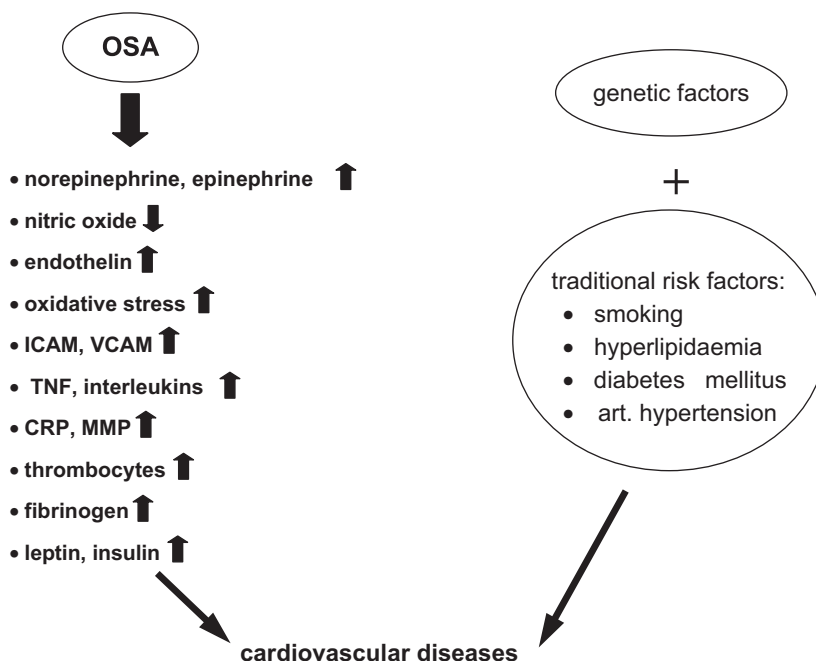 OSA
• norepinephrine, epinephrine
• nitric oxide
• endothelin
• oxidative stress
• ICAM, VCAM
• TNF, interleukins
• CRP, MMP
• thrombocytes
• fibrinogen
• leptin, insulin
genetic factors
+
traditional risk factors:
• smoking
• hyperlipidaemia
• diabetes mellitus
• art. hypertension
cardiovascular diseases